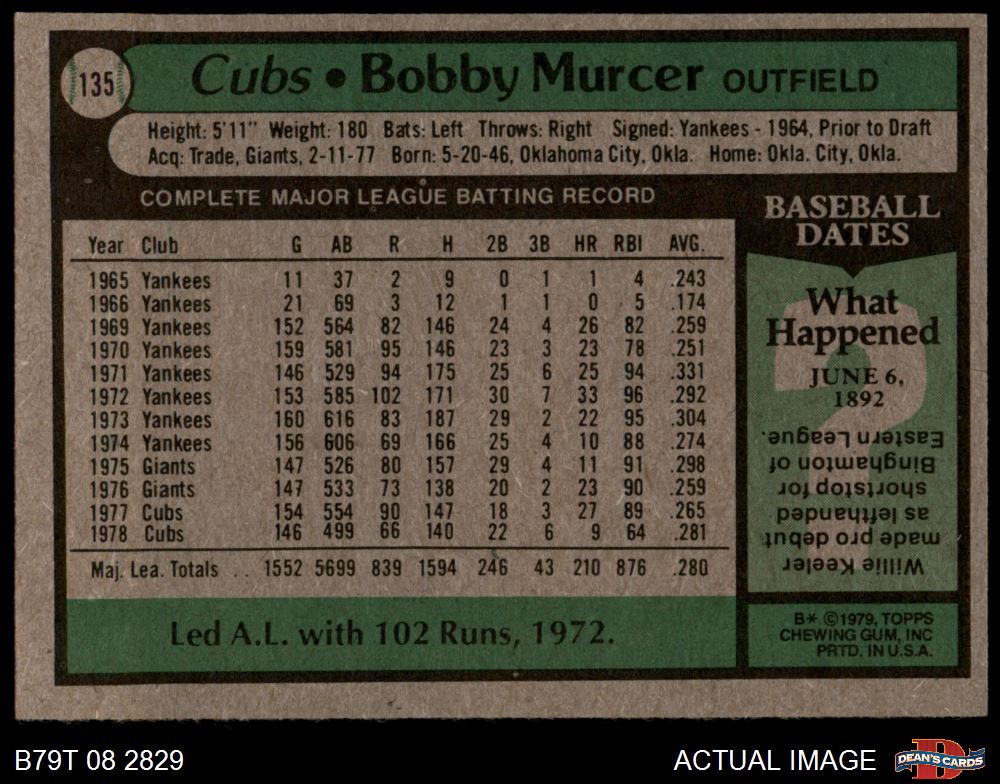 135
Cubs • Bobby Murcer OUTFIELD
Height: 5'11" Weight: 180 Bats: Left Throws: Right Signed: Yankees - 1964, Prior to Draft
Acq: Trade, Giants, 2-11-77 Born: 5-20-46, Oklahoma City, Okla. Home: Okla. City, Okla.
COMPLETE MAJOR LEAGUE BATTING RECORD
Year Club G AB R H 2B 3B HR RBI AVG.
1965 Yankees 11 37 2 9 0 1 1 4 .243
1966 Yankees 21 69 3 12 1 1 0 5 .174
1969 Yankees 152 564 82 146 24 4 26 82 .259
1970 Yankees 159 581 95 146 23 3 23 78 .251
1971 Yankees 146 529 94 175 25 6 25 94 .331
1972 Yankees 153 585 102 171 30 7 33 96 .292
1973 Yankees 160 616 83 187 29 2 22 95 .304
1974 Yankees 156 606 69 166 25 4 10 88 .274
1975 Giants 147 526 80 157 29 4 11 91 .298
1976 Giants 147 533 73 138 20 2 23 90 .259
1977 Cubs 154 554 90 147 18 3 27 89 .265
1978 Cubs 146 499 66 140 22 6 9 64 .281
Maj. Lea. Totals . . 1552 5699 839 1594 246 43 210 876 .280
Led A.L. with 102 Runs, 1972.
BASEBALL
DATES
What
Happened
JUNE 6,
1892
Willie Keeler
made pro debut
as lefthanded
shortstop for
Binghamton of
Eastern League.
B* ©1979, TOPPS
CHEWING GUM, INC
PRTD. IN U.S.A.
B79T 08 2829
ACTUAL IMAGE
D
DEAN'S CARDS